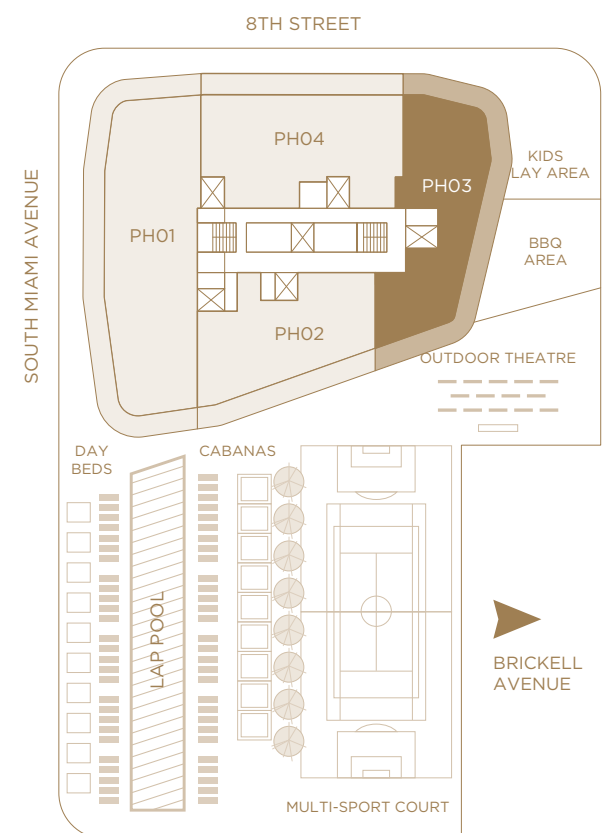 8TH STREET
PH04
KIDS
LAY AREA
PH03
SOUTH MIAMI AVENUE
PH01
BBQ
AREA
PH02
OUTDOOR THEATRE
DAY
BEDS
CABANAS
LAP POOL
BRICKELL
AVENUE
MULTI-SPORT COURT